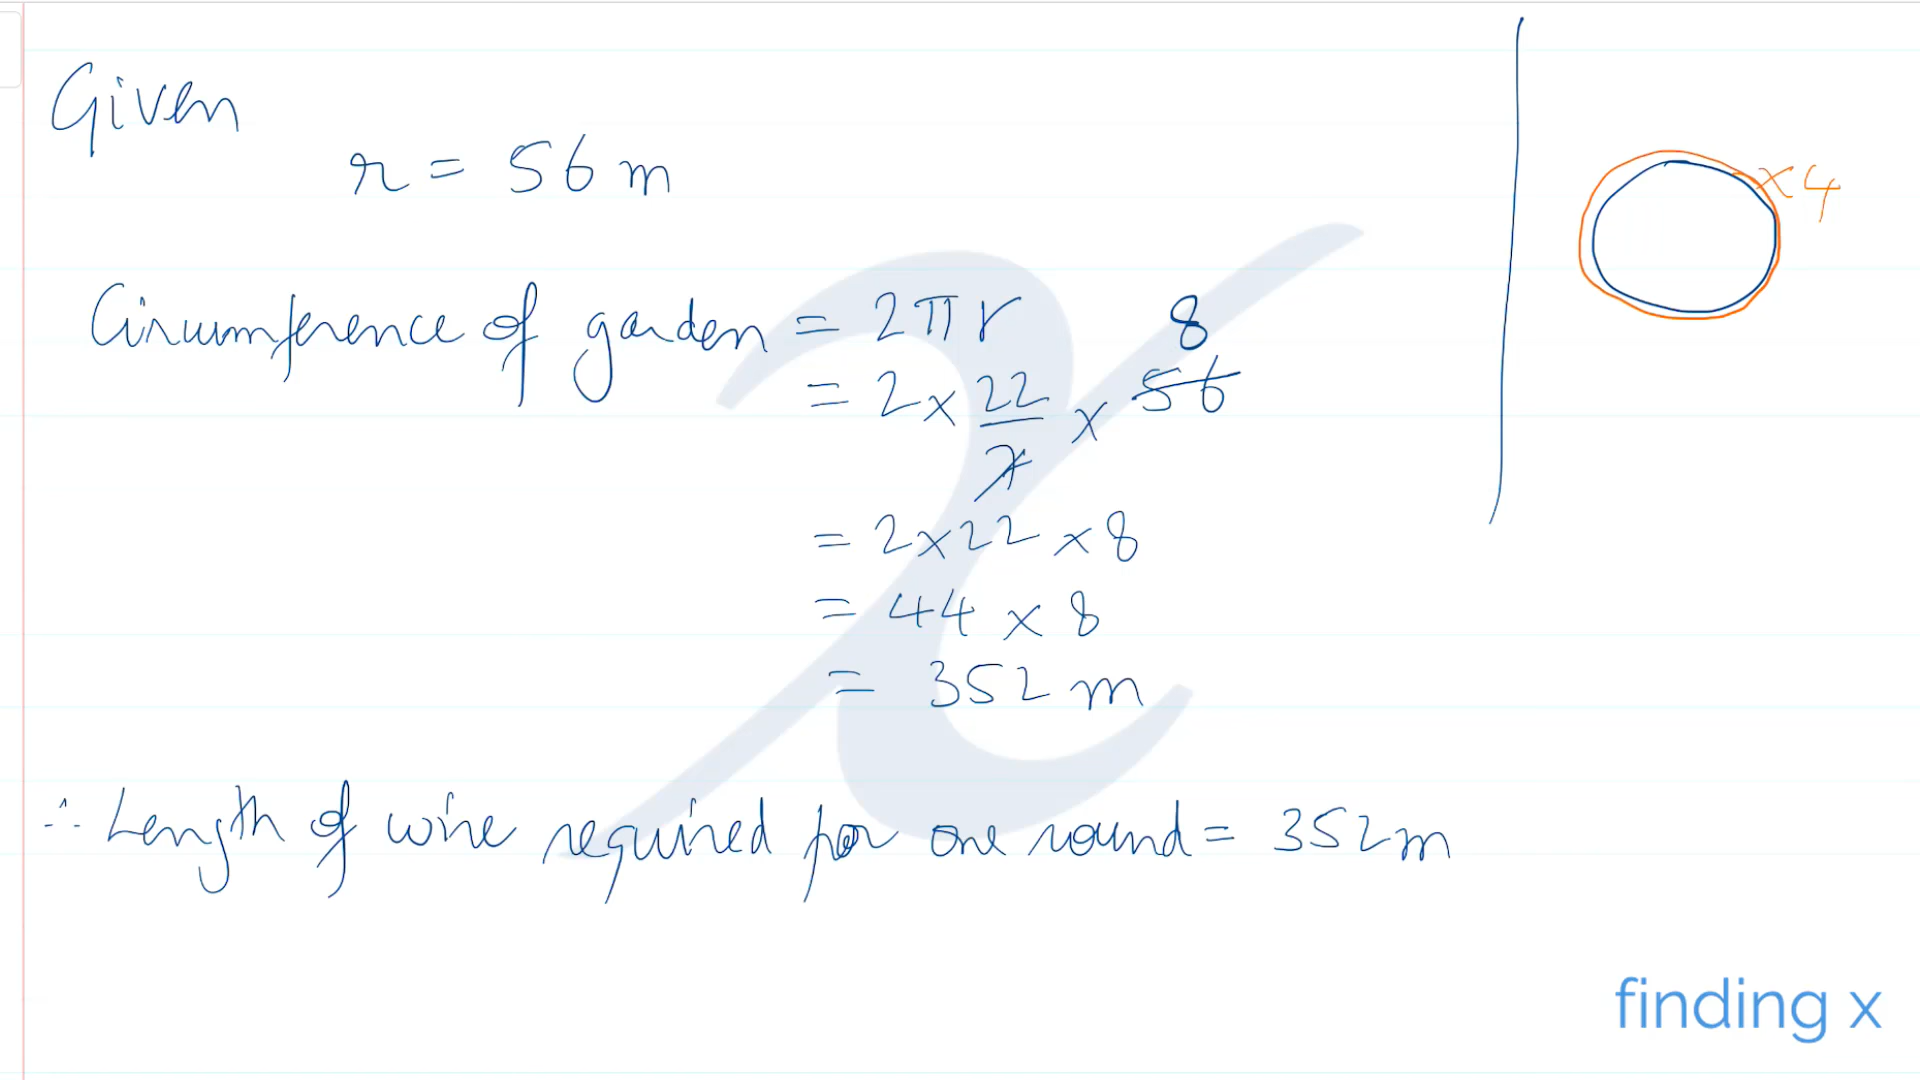 Given
r = 56 m
×4
Circumference of garden = 2πr
8
= 2 × 22/7 × 56
= 2 × 22 × 8
= 44 × 8
= 352 m
∴ Length of wire required for one round = 352 m
finding x